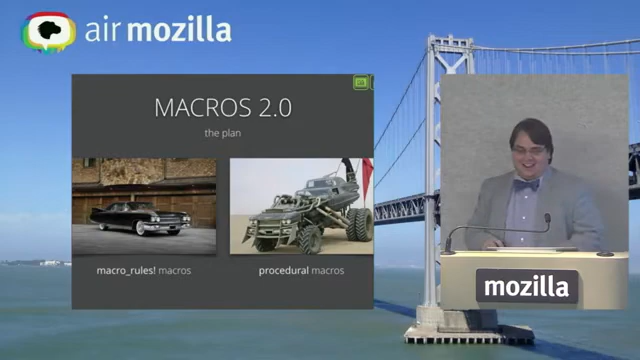 air mozilla
MACROS 2.0
the plan
macro_rules! macros
procedural macros
mozilla